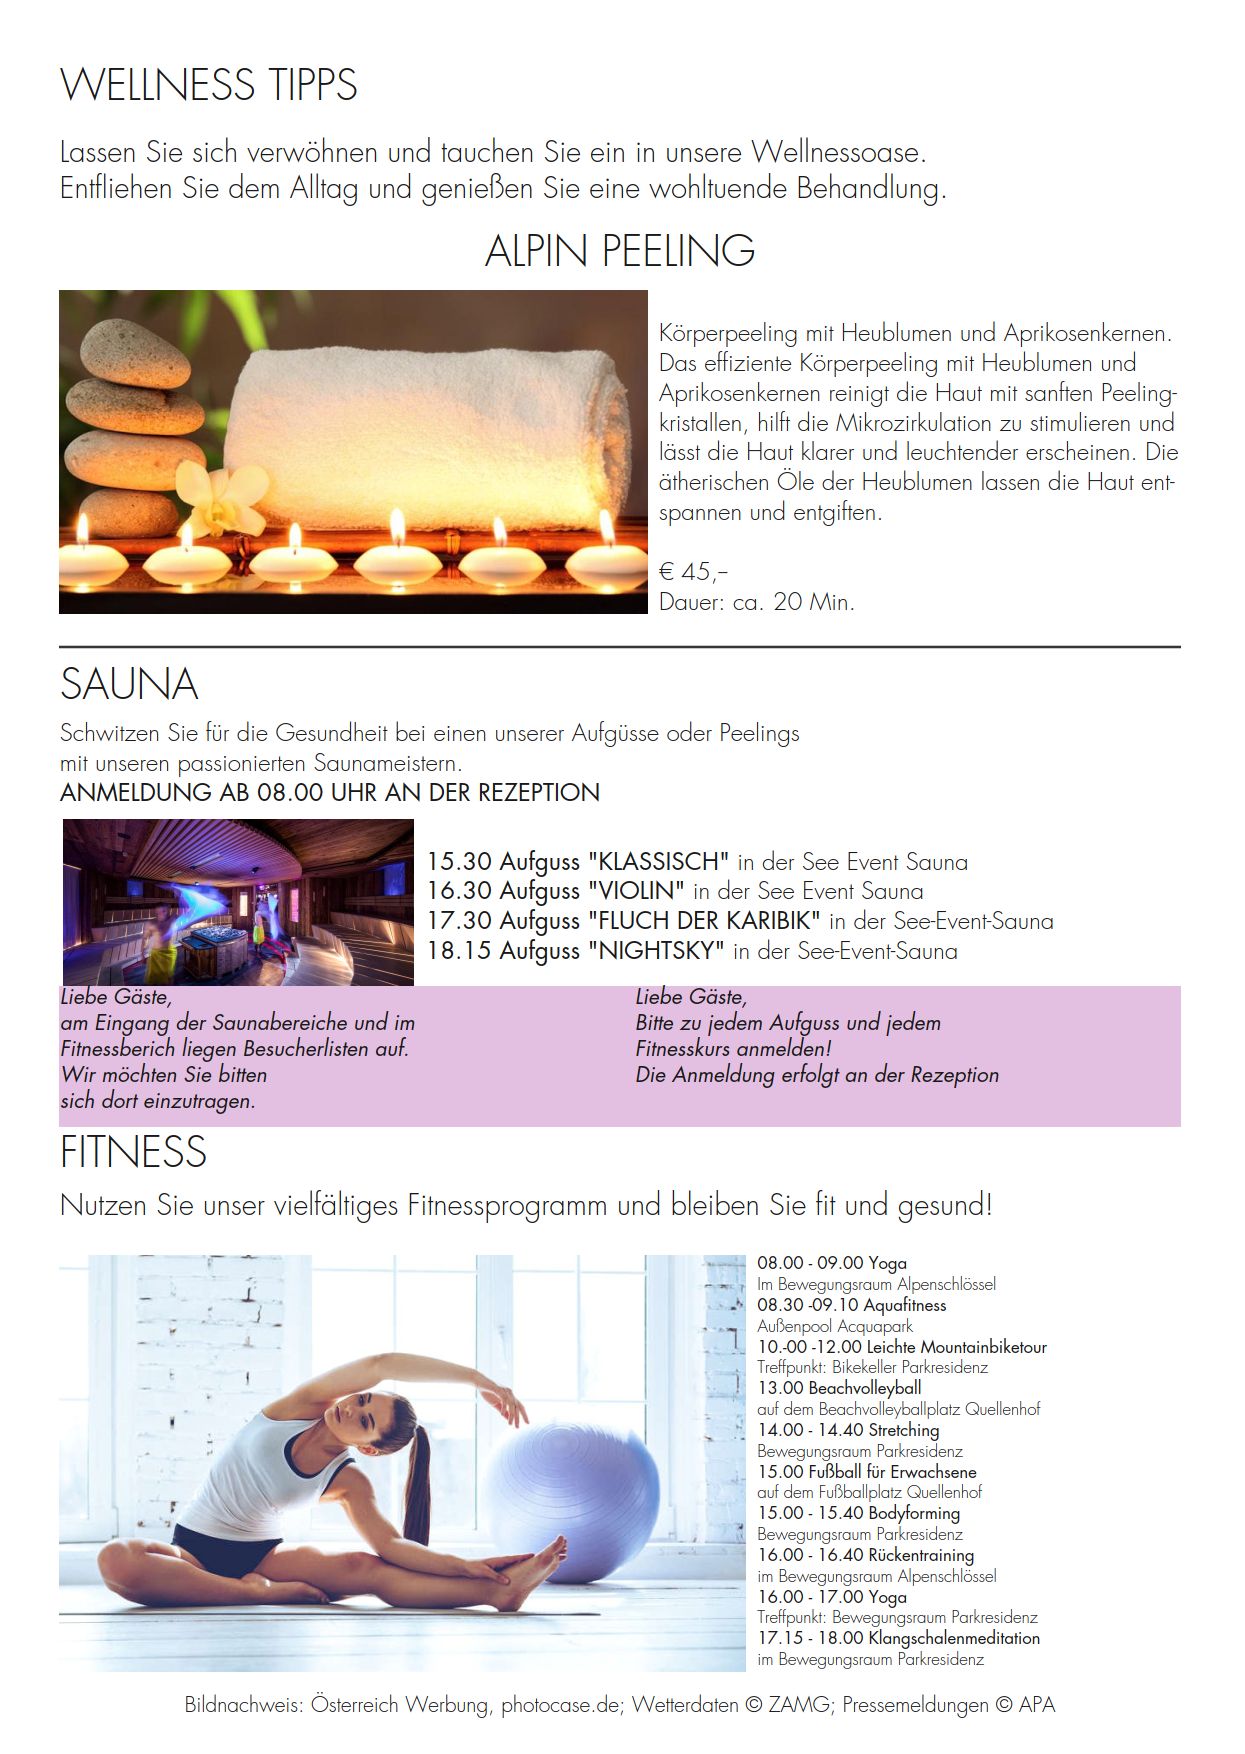 WELLNESS TIPPS
Lassen Sie sich verwöhnen und tauchen Sie ein in unsere Wellnessoase.
Entfliehen Sie dem Alltag und genießen Sie eine wohltuende Behandlung.
ALPIN PEELING
Körperpeeling mit Heublumen und Aprikosenkernen.
Das effiziente Körperpeeling mit Heublumen und
Aprikosenkernen reinigt die Haut mit sanften Peeling-
kristallen, hilft die Mikrozirkulation zu stimulieren und
lässt die Haut klarer und leuchtender erscheinen. Die
ätherischen Öle der Heublumen lassen die Haut ent-
spannen und entgiften.
€ 45,–
Dauer: ca. 20 Min.
SAUNA
Schwitzen Sie für die Gesundheit bei einen unserer Aufgüsse oder Peelings
mit unseren passionierten Saunameistern.
ANMELDUNG AB 08.00 UHR AN DER REZEPTION
15.30 Aufguss "KLASSISCH" in der See Event Sauna
16.30 Aufguss "VIOLIN" in der See Event Sauna
17.30 Aufguss "FLUCH DER KARIBIK" in der See-Event-Sauna
18.15 Aufguss "NIGHTSKY" in der See-Event-Sauna
Liebe Gäste,
am Eingang der Saunabereiche und im
Fitnessberich liegen Besucherlisten auf.
Wir möchten Sie bitten
sich dort einzutragen.
Liebe Gäste,
Bitte zu jedem Aufguss und jedem
Fitnesskurs anmelden!
Die Anmeldung erfolgt an der Rezeption
FITNESS
Nutzen Sie unser vielfältiges Fitnessprogramm und bleiben Sie fit und gesund!
08.00 - 09.00 Yoga
Im Bewegungsraum Alpenschlössel
08.30 -09.10 Aquafitness
Außenpool Acquapark
10.-00 -12.00 Leichte Mountainbiketour
Treffpunkt: Bikekeller Parkresidenz
13.00 Beachvolleyball
auf dem Beachvolleyballplatz Quellenhof
14.00 - 14.40 Stretching
Bewegungsraum Parkresidenz
15.00 Fußball für Erwachsene
auf dem Fußballplatz Quellenhof
15.00 - 15.40 Bodyforming
Bewegungsraum Parkresidenz
16.00 - 16.40 Rückentraining
im Bewegungsraum Alpenschlössel
16.00 - 17.00 Yoga
Treffpunkt: Bewegungsraum Parkresidenz
17.15 - 18.00 Klangschalenmeditation
im Bewegungsraum Parkresidenz
Bildnachweis: Österreich Werbung, photocase.de; Wetterdaten © ZAMG; Pressemeldungen © APA